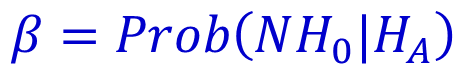 β = Prob(NH₀|H_A)